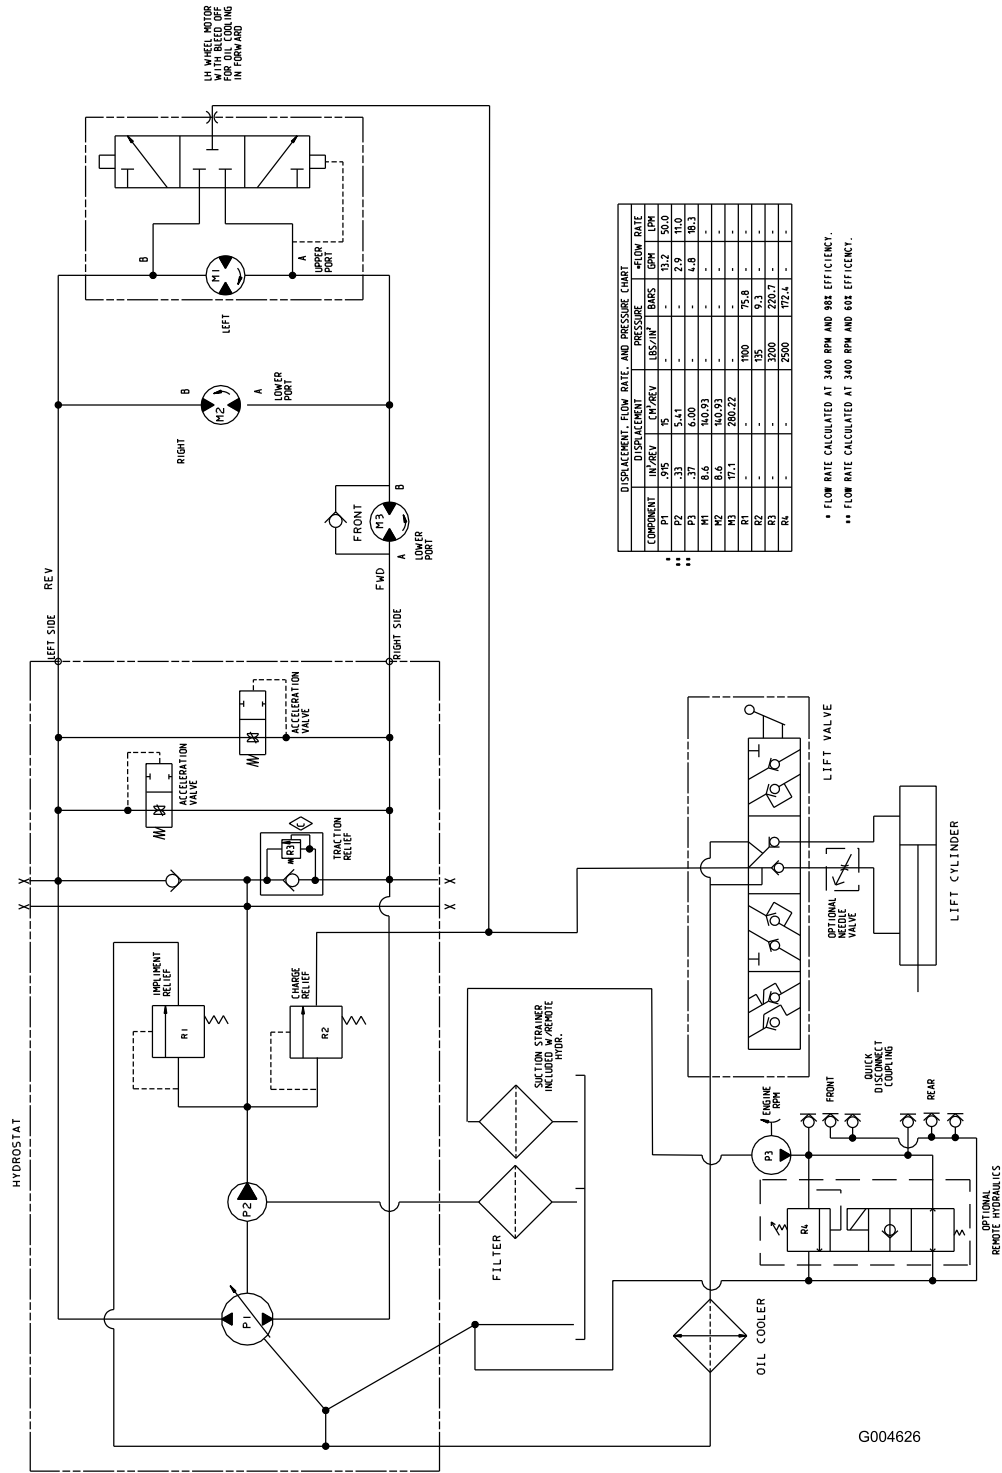 LH WHEEL MOTOR
WITH BLEED OFF
FOR OIL COOLING
IN FORWARD
B
M1
A
UPPER
PORT
LEFT
B
M2
A
LOWER
PORT
RIGHT
FRONT
M3
B
A
LOWER
PORT
REV
FWD
LEFT SIDE
RIGHT SIDE
ACCELERATION
VALVE
ACCELERATION
VALVE
R3
C
TRACTION
RELIEF
X
X
X
X
IMPLIMENT
RELIEF
R1
CHARGE
RELIEF
R2
HYDROSTAT
P2
P1
SUCTION STRAINER
INCLUDED W/REMOTE
HYDR.
FILTER
DISPLACEMENT, FLOW RATE, AND PRESSURE CHART
COMPONENT DISPLACEMENT PRESSURE *FLOW RATE
IN³/REV CM³/REV LBS/IN² BARS GPM LPM
* P1 .915 15 - - 13.2 50.0
** P2 .33 5.41 - - 2.9 11.0
** P3 .37 6.00 - - 4.8 18.3
M1 8.6 140.93 - - - -
M2 8.6 140.93 - - - -
M3 17.1 280.22 - - - -
R1 - - 1100 75.8 - -
R2 - - 135 9.3 - -
R3 - - 3200 220.7 - -
R4 - - 2500 172.4 - -
* FLOW RATE CALCULATED AT 3400 RPM AND 98% EFFICIENCY.
** FLOW RATE CALCULATED AT 3400 RPM AND 60% EFFICENCY.
LIFT VALVE
OPTIONAL
NEEDLE
VALVE
LIFT CYLINDER
ENGINE
RPM
P3
FRONT
QUICK
DISCONNECT
COUPLING
REAR
R4
OPTIONAL
REMOTE HYDRAULICS
OIL COOLER
G004626